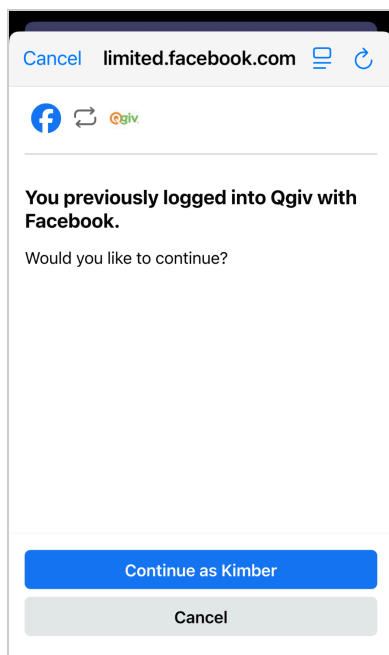 Cancel limited.facebook.com
Qgiv
You previously logged into Qgiv with
Facebook.
Would you like to continue?
Continue as Kimber
Cancel